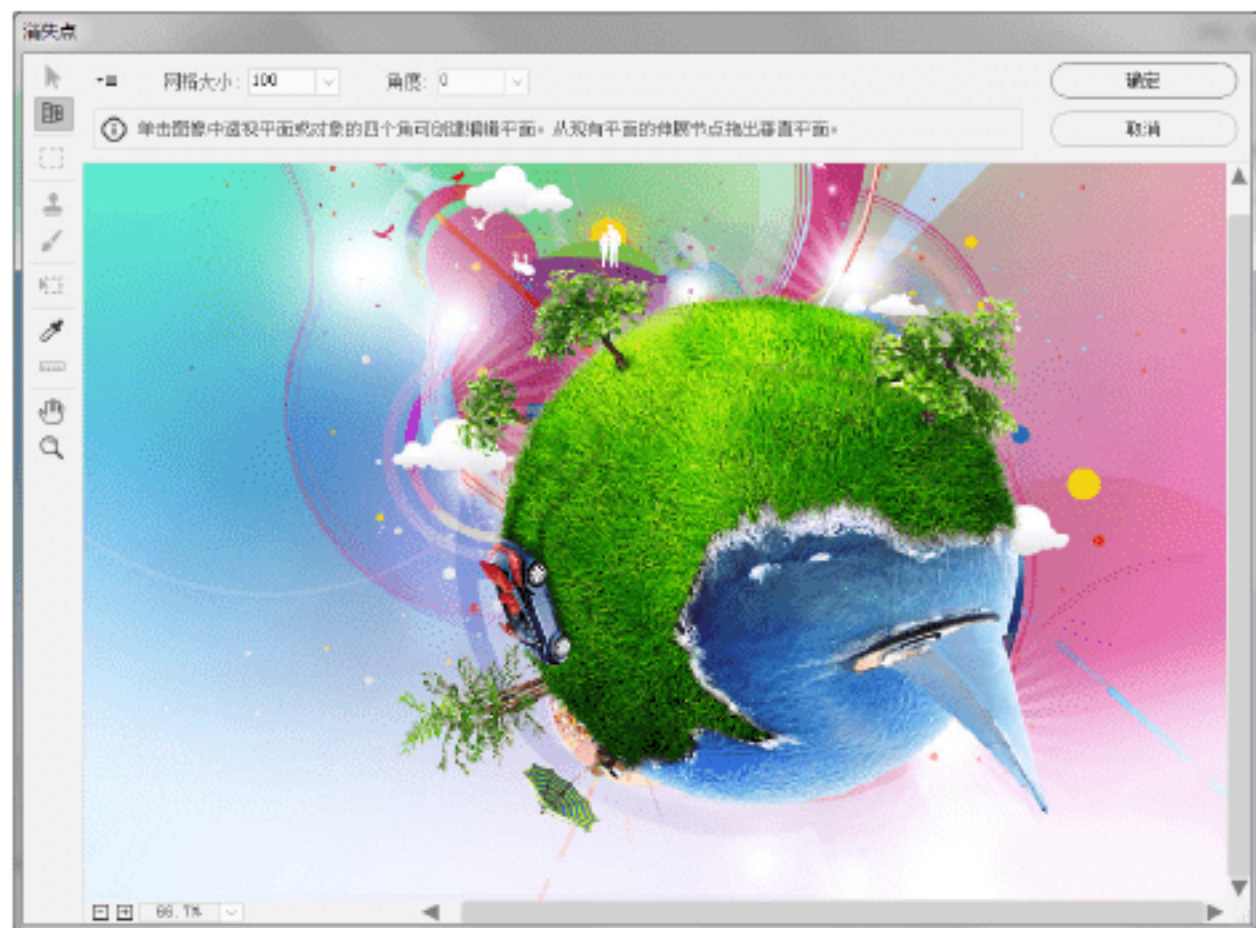 消失点
网格大小: 100 角度: 0 确定
单击图像中透视平面或对象的四个角可创建编辑平面。从现有平面的伸展节点拖出垂直平面。 取消
66.7%